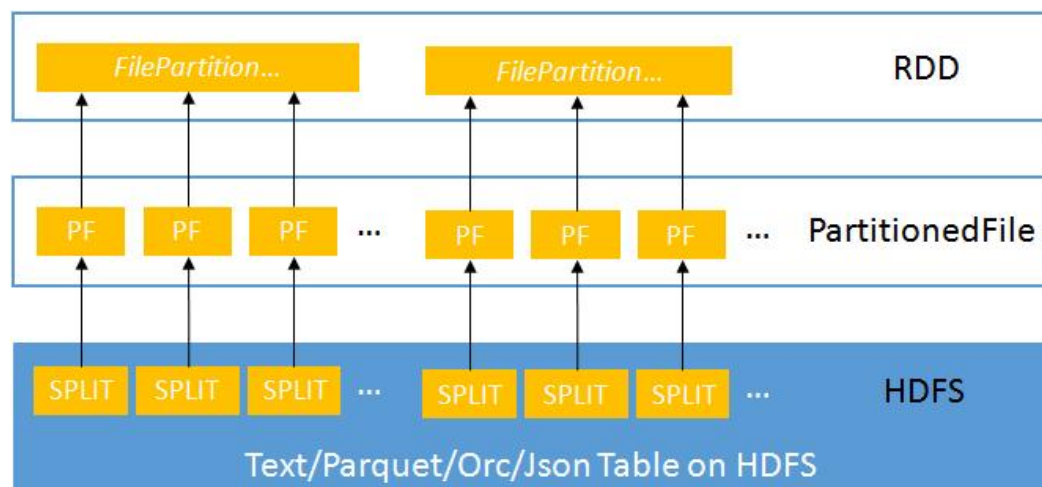 FilePartition... FilePartition... RDD
PF PF PF ... PF PF PF ... PartitionedFile
SPLIT SPLIT SPLIT ... SPLIT SPLIT SPLIT ... HDFS
Text/Parquet/Orc/Json Table on HDFS